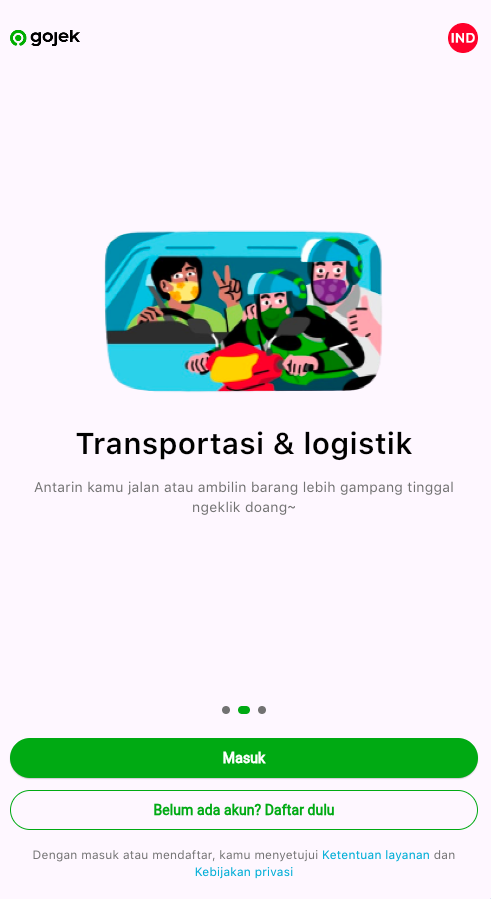 gojek
IND
Transportasi & logistik
Antarin kamu jalan atau ambilin barang lebih gampang tinggal
ngeklik doang~
Masuk
Belum ada akun? Daftar dulu
Dengan masuk atau mendaftar, kamu menyetujui Ketentuan layanan dan
Kebijakan privasi